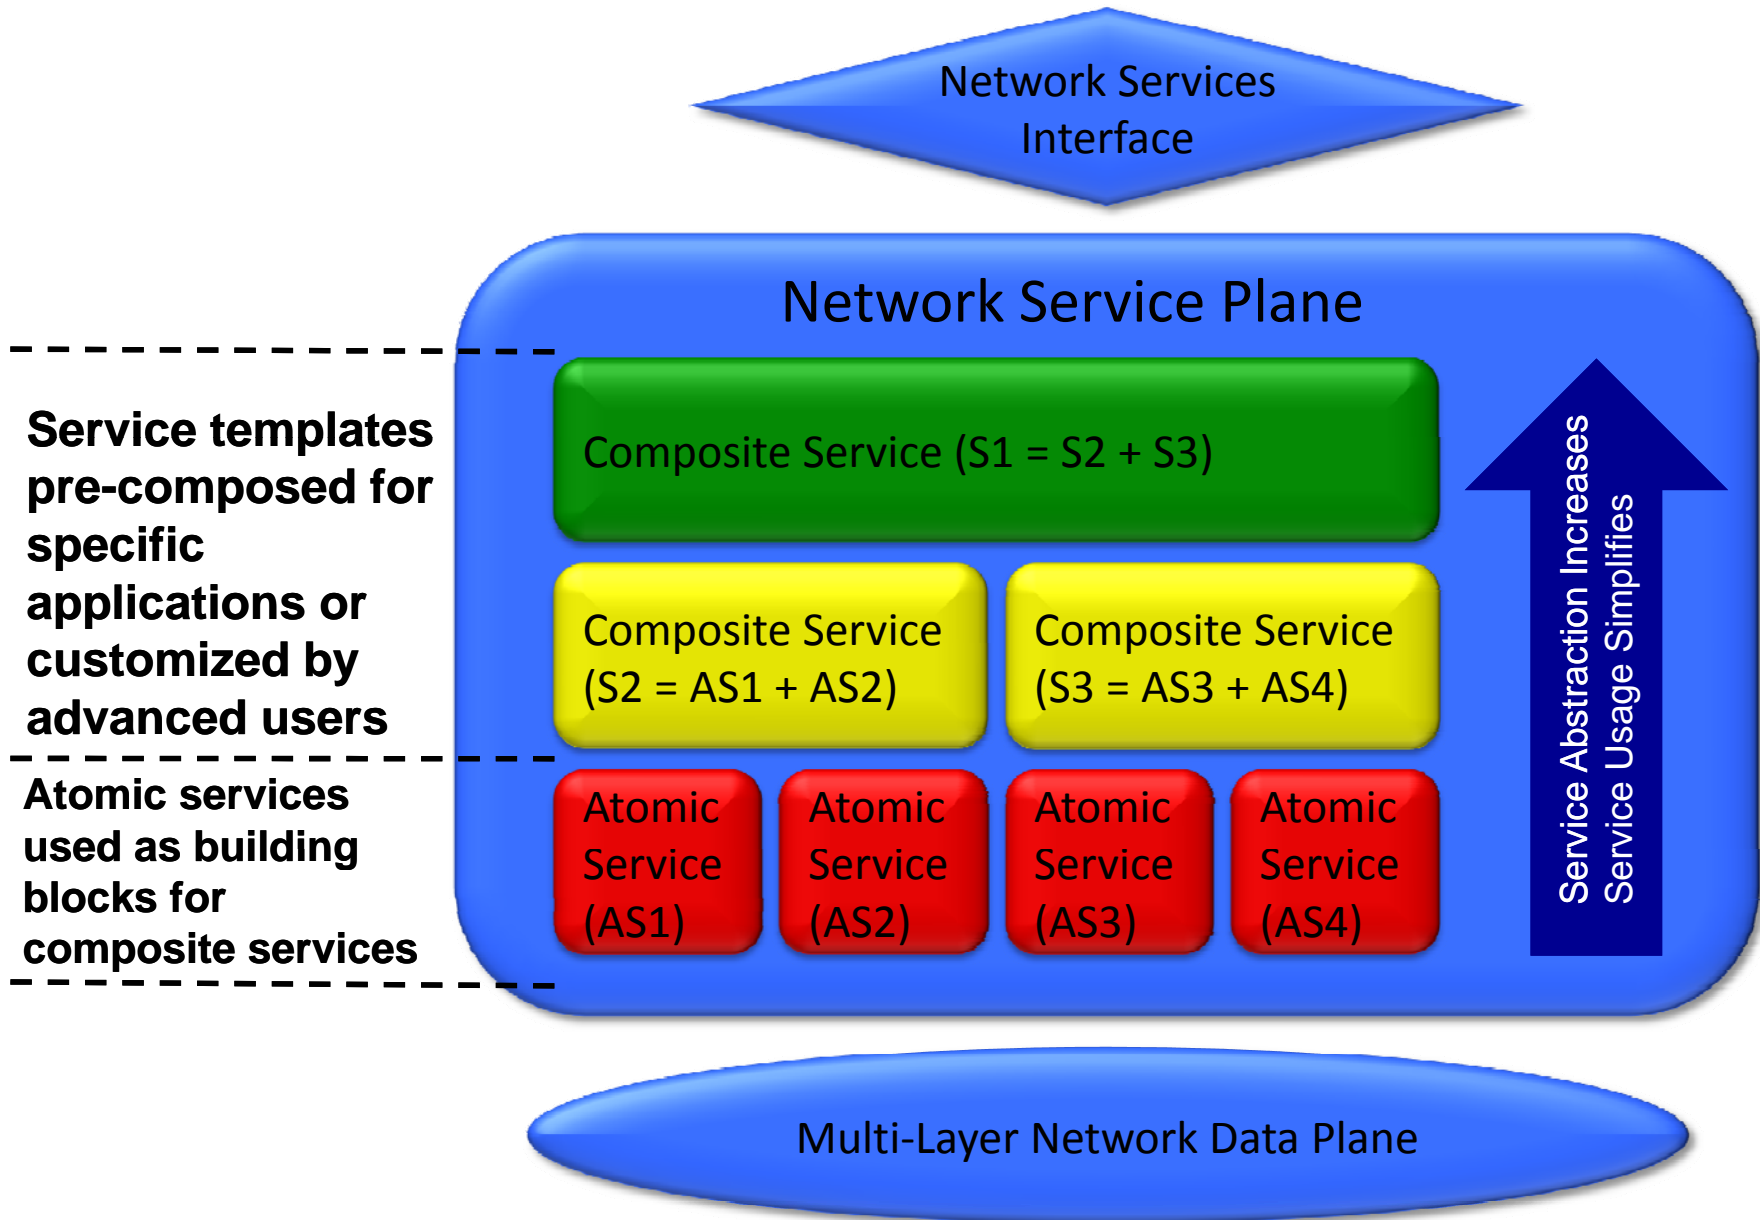 Network Services
Interface
Network Service Plane
Service templates
pre-composed for
specific
applications or
customized by
advanced users
Composite Service (S1 = S2 + S3)
Composite Service
(S2 = AS1 + AS2)
Composite Service
(S3 = AS3 + AS4)
Atomic services
used as building
blocks for
composite services
Atomic
Service
(AS1)
Atomic
Service
(AS2)
Atomic
Service
(AS3)
Atomic
Service
(AS4)
Service Abstraction Increases
Service Usage Simplifies
Multi-Layer Network Data Plane